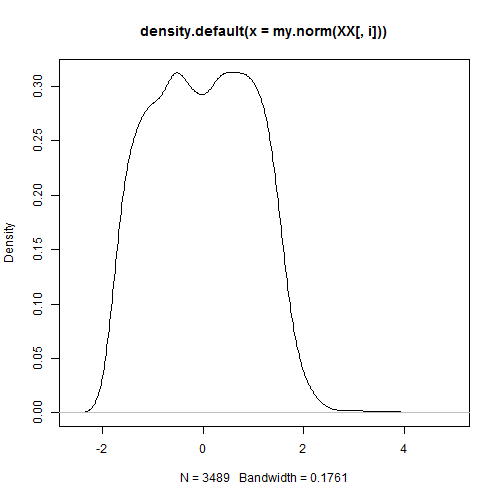 density.default(x = my.norm(XX[, i]))
Density
0.30
0.25
0.20
0.15
0.10
0.05
0.00
-2 0 2 4
N = 3489 Bandwidth = 0.1761